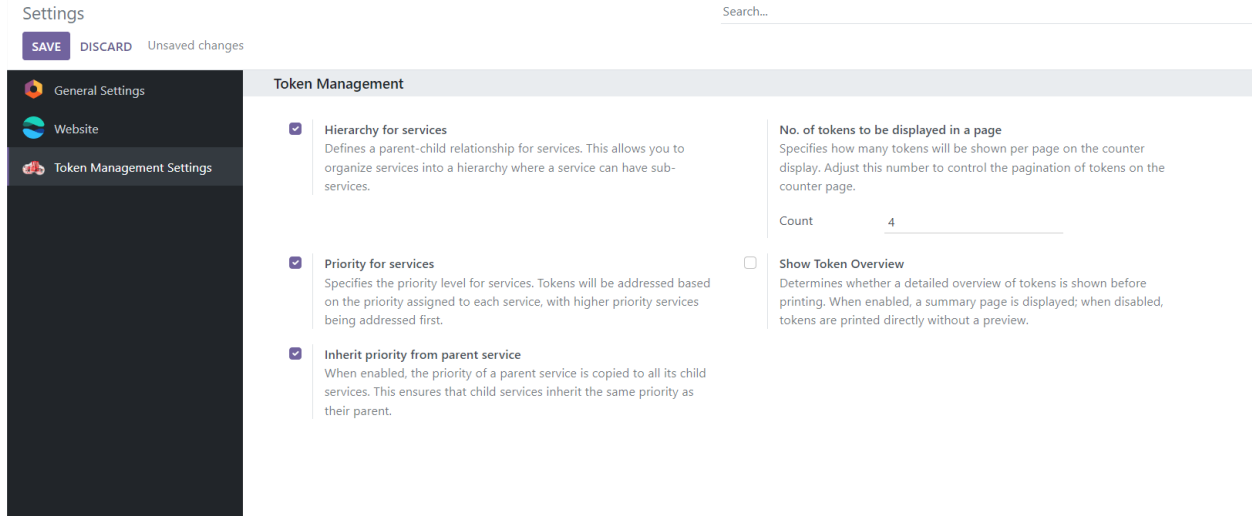 Settings
Search...
SAVE DISCARD Unsaved changes
General Settings
Website
Token Management Settings
Token Management
Hierarchy for services
Defines a parent-child relationship for services. This allows you to
organize services into a hierarchy where a service can have sub-
services.
No. of tokens to be displayed in a page
Specifies how many tokens will be shown per page on the counter
display. Adjust this number to control the pagination of tokens on the
counter page.
Count 4
Priority for services
Specifies the priority level for services. Tokens will be addressed based
on the priority assigned to each service, with higher priority services
being addressed first.
Show Token Overview
Determines whether a detailed overview of tokens is shown before
printing. When enabled, a summary page is displayed; when disabled,
tokens are printed directly without a preview.
Inherit priority from parent service
When enabled, the priority of a parent service is copied to all its child
services. This ensures that child services inherit the same priority as
their parent.